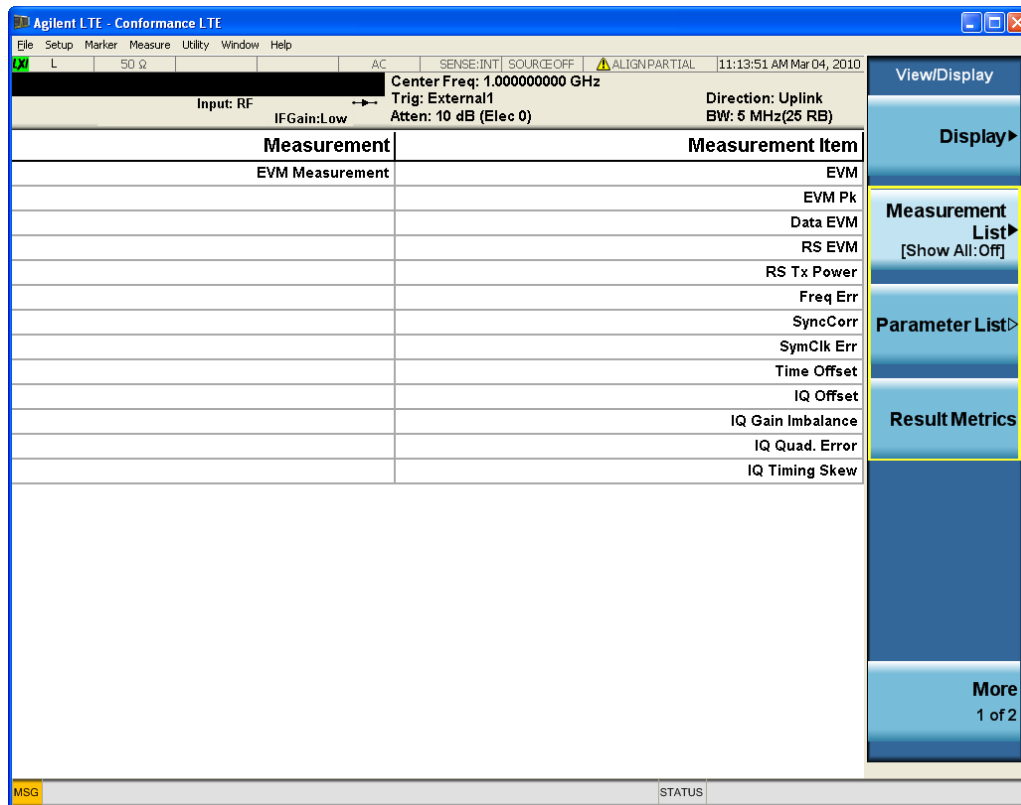 Agilent LTE - Conformance LTE
File Setup Marker Measure Utility Window Help
LXI L 50 Ω AC SENSE:INT SOURCE OFF ALIGN PARTIAL 11:13:51 AM Mar 04, 2010
Center Freq: 1.000000000 GHz
Input: RF Trig: External1 Direction: Uplink
IFGain:Low Atten: 10 dB (Elec 0) BW: 5 MHz(25 RB)
Measurement Measurement Item
EVM Measurement EVM
EVM Pk
Data EVM
RS EVM
RS Tx Power
Freq Err
SyncCorr
SymClk Err
Time Offset
IQ Offset
IQ Gain Imbalance
IQ Quad. Error
IQ Timing Skew
View/Display
Display
Measurement
List
[Show All:Off]
Parameter List
Result Metrics
More
1 of 2
MSG STATUS